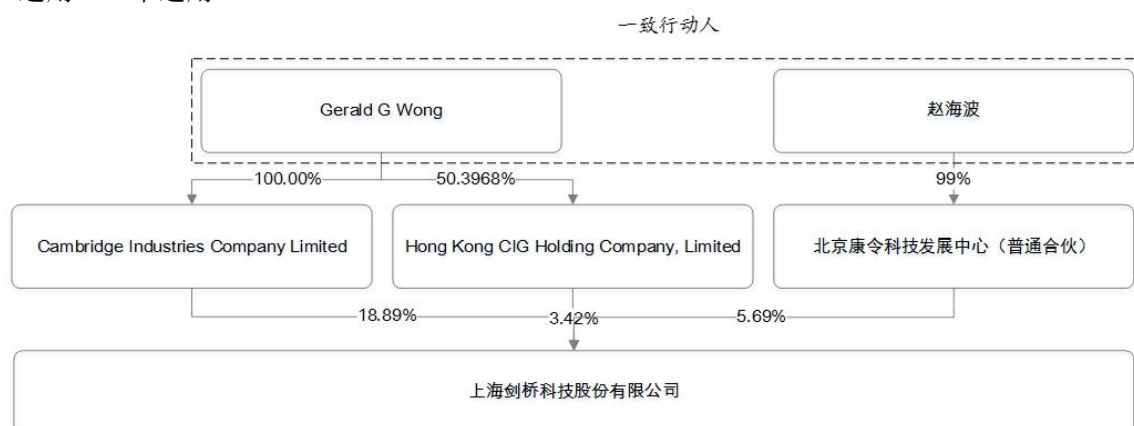 一致行动人
Gerald G Wong
赵海波
100.00%
50.3968%
99%
Cambridge Industries Company Limited
Hong Kong CIG Holding Company, Limited
北京康令科技发展中心（普通合伙）
18.89%
3.42%
5.69%
上海剑桥科技股份有限公司